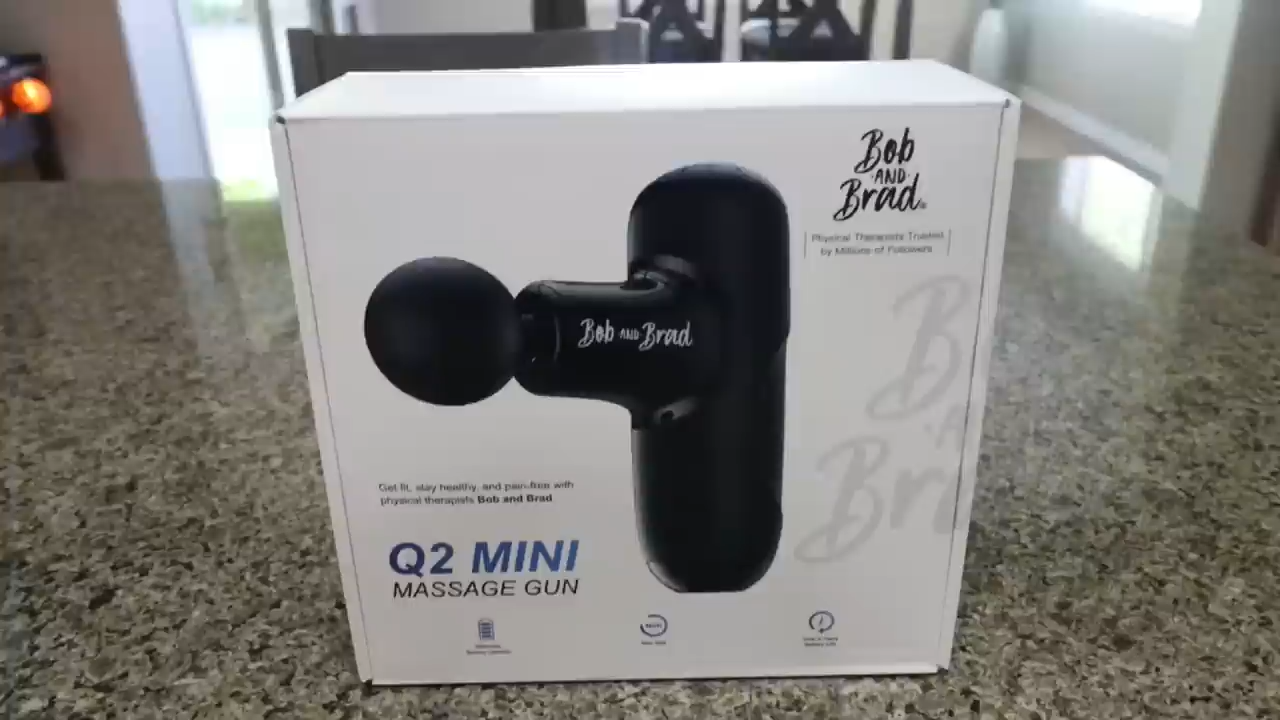 Bob
AND
Brad
Physical Therapists Trusted
by Millions of Followers
Bob AND Brad
Get fit, stay healthy, and pain-free with
physical therapists Bob and Brad
Q2 MINI
MASSAGE GUN